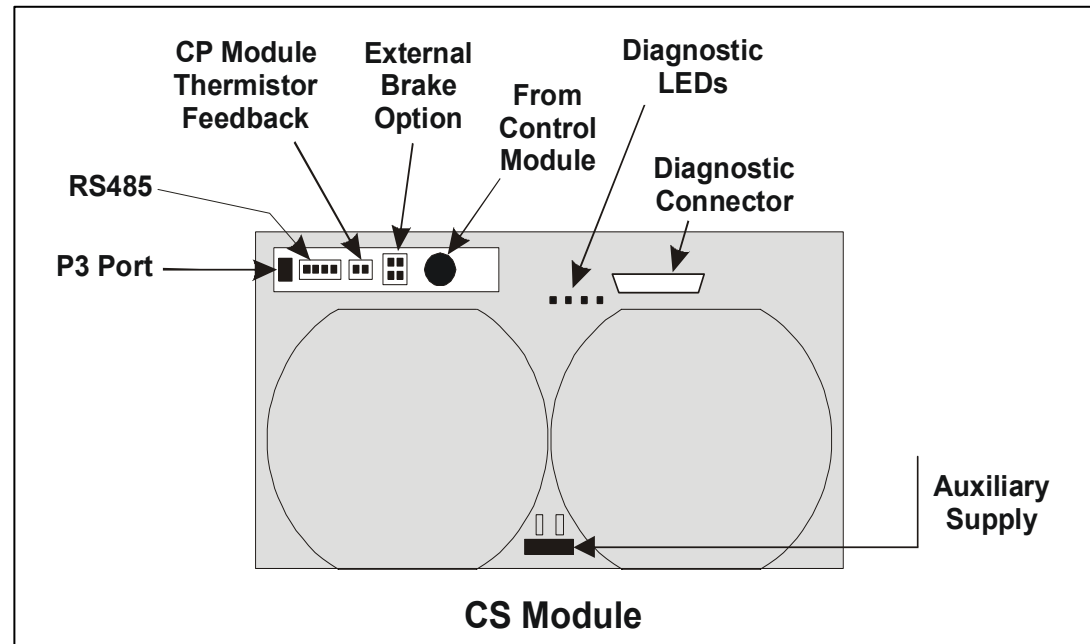 CP Module
Thermistor
Feedback
External
Brake
Option
From
Control
Module
Diagnostic
LEDs
Diagnostic
Connector
RS485
P3 Port
Auxiliary
Supply
CS Module